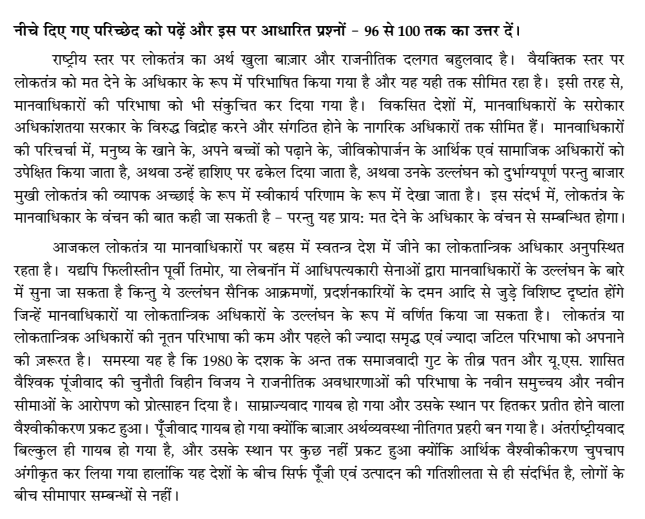 नीचे दिए गए परिच्छेद को पढ़ें और इस पर आधारित प्रश्नों – 96 से 100 तक का उत्तर दें।
राष्ट्रीय स्तर पर लोकतंत्र का अर्थ खुला बाज़ार और राजनीतिक दलगत बहुलवाद है। वैयक्तिक स्तर पर
लोकतंत्र को मत देने के अधिकार के रूप में परिभाषित किया गया है और यह यही तक सीमित रहा है। इसी तरह से,
मानवाधिकारों की परिभाषा को भी संकुचित कर दिया गया है। विकसित देशों में, मानवाधिकारों के सरोकार
अधिकांशतया सरकार के विरुद्ध विद्रोह करने और संगठित होने के नागरिक अधिकारों तक सीमित हैं। मानवाधिकारों
की परिचर्चा में, मनुष्य के खाने के, अपने बच्चों को पढ़ाने के, जीविकोपार्जन के आर्थिक एवं सामाजिक अधिकारों को
उपेक्षित किया जाता है, अथवा उन्हें हाशिए पर ढकेल दिया जाता है, अथवा उनके उल्लंघन को दुर्भाग्यपूर्ण परन्तु बाजार
मुखी लोकतंत्र की व्यापक अच्छाई के रूप में स्वीकार्य परिणाम के रूप में देखा जाता है। इस संदर्भ में, लोकतंत्र के
मानवाधिकार के वंचन की बात कही जा सकती है – परन्तु यह प्राय: मत देने के अधिकार के वंचन से सम्बन्धित होगा।
आजकल लोकतंत्र या मानवाधिकारों पर बहस में स्वतन्त्र देश में जीने का लोकतान्त्रिक अधिकार अनुपस्थित
रहता है। यद्यपि फिलीस्तीन पूर्वी तिमोर, या लेबनॉन में आधिपत्यकारी सेनाओं द्वारा मानवाधिकारों के उल्लंघन के बारे
में सुना जा सकता है किन्तु ये उल्लंघन सैनिक आक्रमणों, प्रदर्शनकारियों के दमन आदि से जुड़े विशिष्ट दृष्टांत होंगे
जिन्हें मानवाधिकारों या लोकतान्त्रिक अधिकारों के उल्लंघन के रूप में वर्णित किया जा सकता है। लोकतंत्र या
लोकतान्त्रिक अधिकारों की नूतन परिभाषा की कम और पहले की ज्यादा समृद्ध एवं ज्यादा जटिल परिभाषा को अपनाने
की ज़रूरत है। समस्या यह है कि 1980 के दशक के अन्त तक समाजवादी गुट के तीव्र पतन और यू.एस. शासित
वैश्विक पूंजीवाद की चुनौती विहीन विजय ने राजनीतिक अवधारणाओं की परिभाषा के नवीन समुच्चय और नवीन
सीमाओं के आरोपण को प्रोत्साहन दिया है। साम्राज्यवाद गायब हो गया और उसके स्थान पर हितकर प्रतीत होने वाला
वैश्वीकीकरण प्रकट हुआ। पूँजीवाद गायब हो गया क्योंकि बाज़ार अर्थव्यवस्था नीतिगत प्रहरी बन गया है। अंतर्राष्ट्रीयवाद
बिल्कुल ही गायब हो गया है, और उसके स्थान पर कुछ नहीं प्रकट हुआ क्योंकि आर्थिक वैश्वीकीकरण चुपचाप
अंगीकृत कर लिया गया हालांकि यह देशों के बीच सिर्फ पूँजी एवं उत्पादन की गतिशीलता से ही संदर्भित है, लोगों के
बीच सीमापार सम्बन्धों से नहीं।